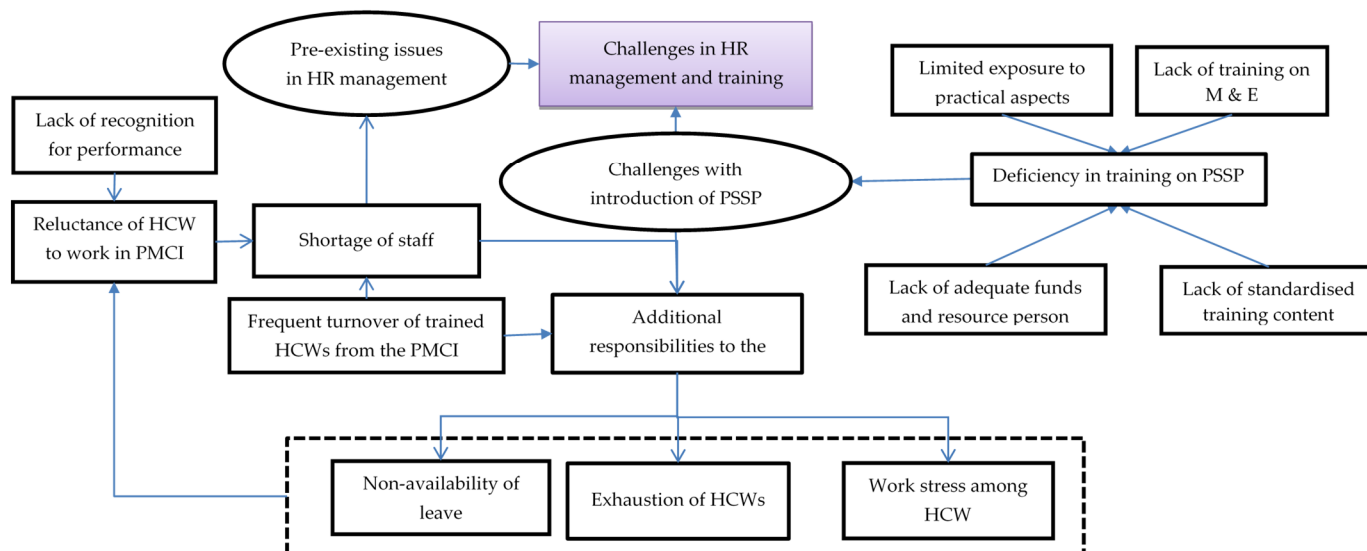 Pre-existing issues
in HR management
Challenges in HR
management and training
Limited exposure to
practical aspects
Lack of training on
M & E
Lack of recognition
for performance
Challenges with
introduction of PSSP
Deficiency in training on PSSP
Reluctance of HCW
to work in PMCI
Shortage of staff
Frequent turnover of trained
HCWs from the PMCI
Additional
responsibilities to the
Lack of adequate funds
and resource person
Lack of standardised
training content
Non-availability of
leave
Exhaustion of HCWs
Work stress among
HCW